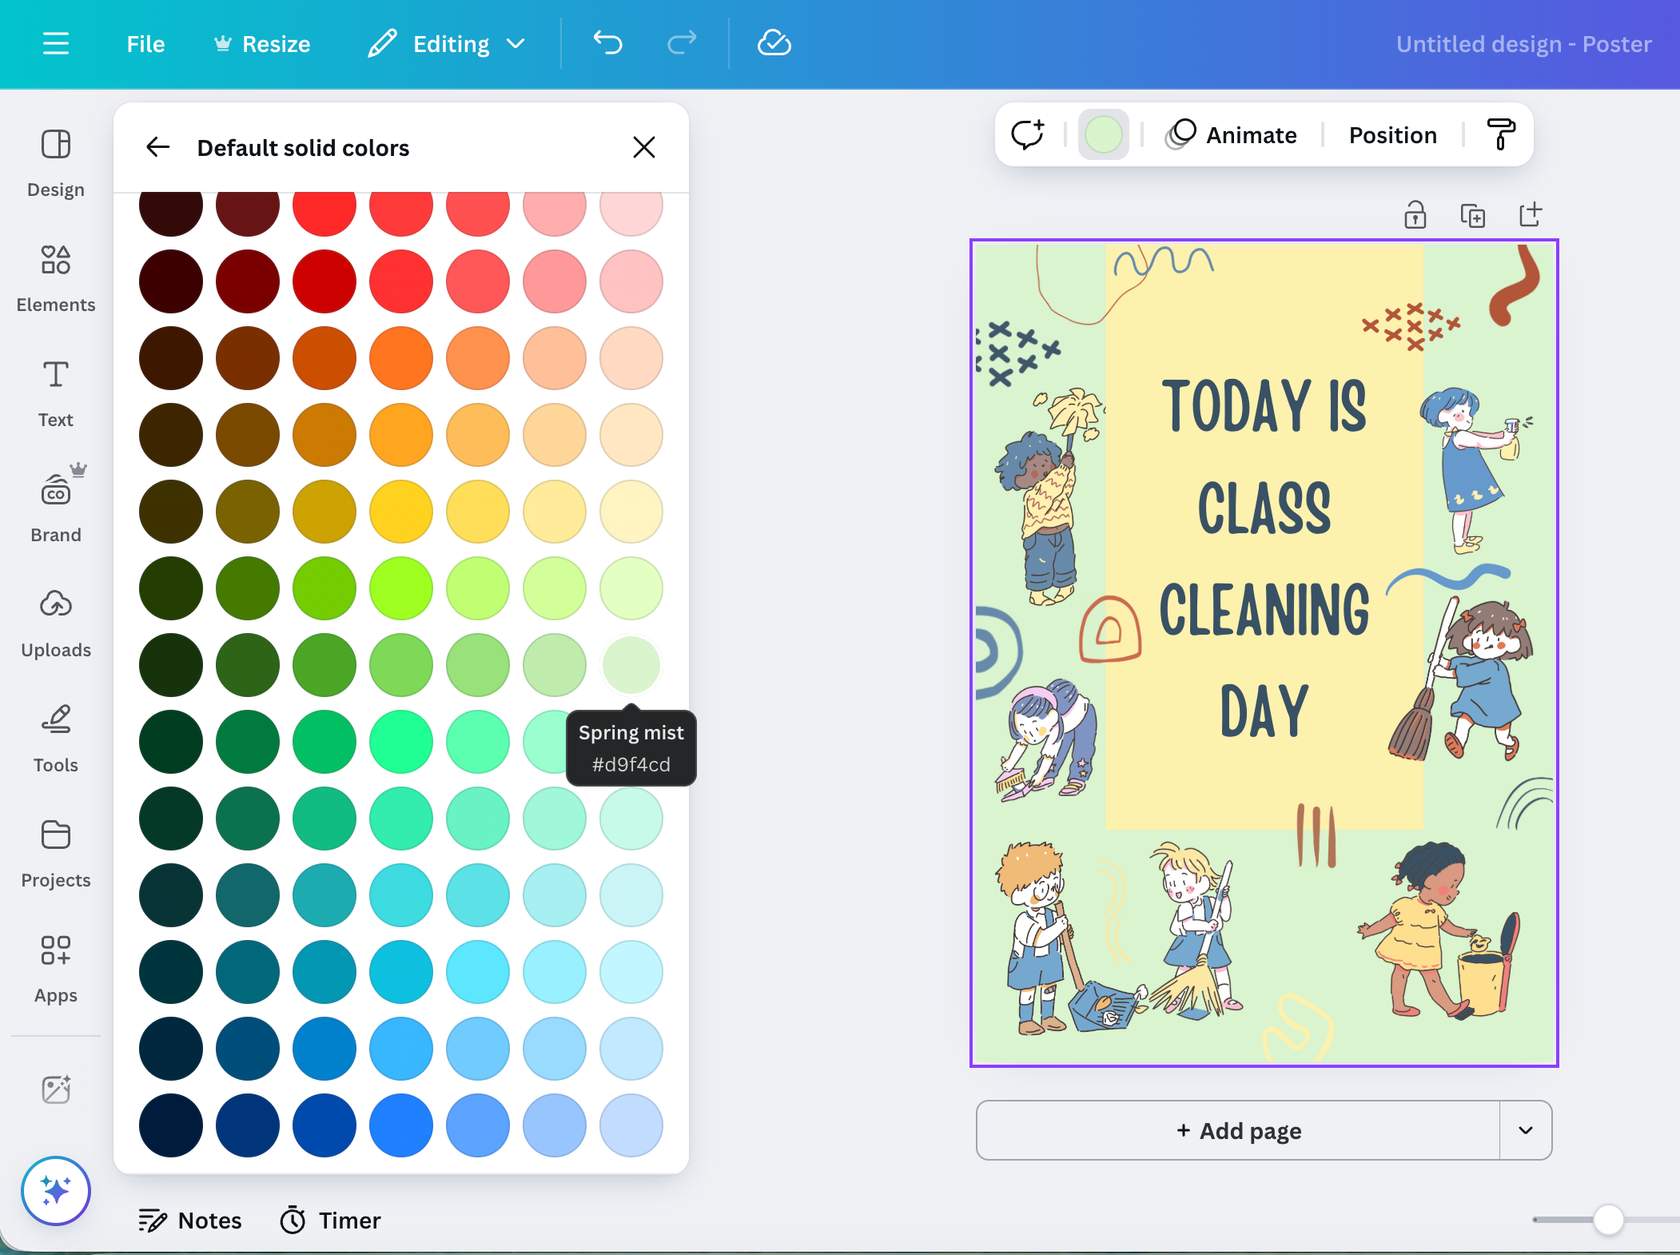 File
Resize
Editing
Untitled design - Poster
Design
Elements
Text
CO
Brand
Uploads
Tools
Projects
Apps
Default solid colors
Spring mist
#d9f4cd
Animate
Position
TODAY IS
CLASS
CLEANING
DAY
+ Add page
Notes
Timer